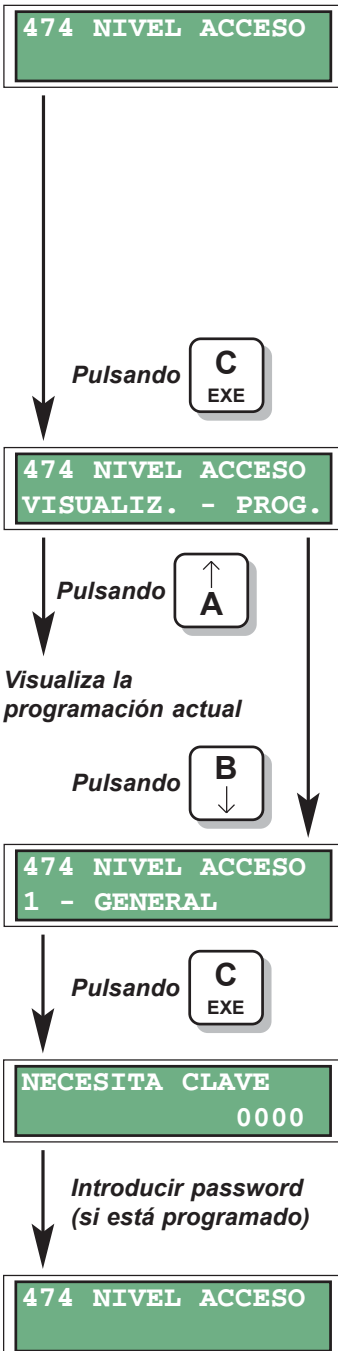 474 NIVEL ACCESO
Pulsando
C
EXE
474 NIVEL ACCESO
VISUALIZ. - PROG.
Pulsando
↑
A
Visualiza la
programación actual
Pulsando
B
↓
474 NIVEL ACCESO
1 - GENERAL
Pulsando
C
EXE
NECESITA CLAVE
0000
Introducir password
(si está programado)
474 NIVEL ACCESO